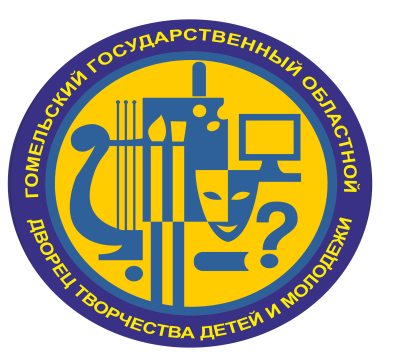 ГОМЕЛЬСКИЙ ГОСУДАРСТВЕННЫЙ ОБЛАСТНОЙ
ДВОРЕЦ ТВОРЧЕСТВА ДЕТЕЙ И МОЛОДЕЖИ
?